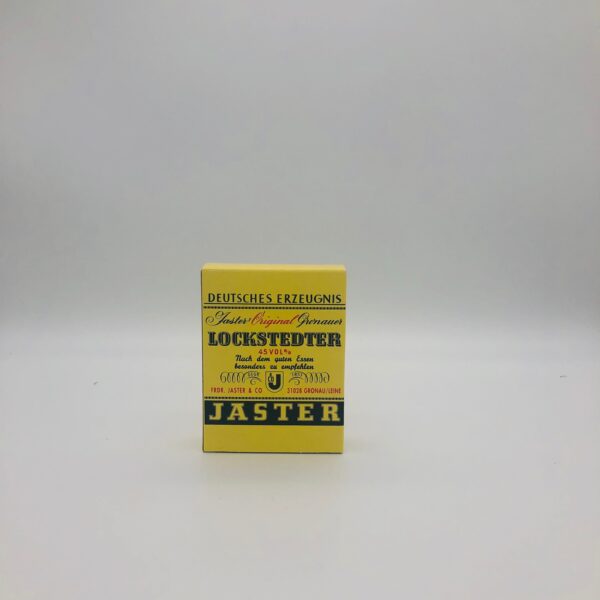 DEUTSCHES ERZEUGNIS
Jaster Original Gronauer
LOCKSTEDTER
45 VOL%
Nach dem guten Essen
besonders zu empfehlen
J
FRDR. JASTER & CO 31028 GRONAU/LEINE
JASTER